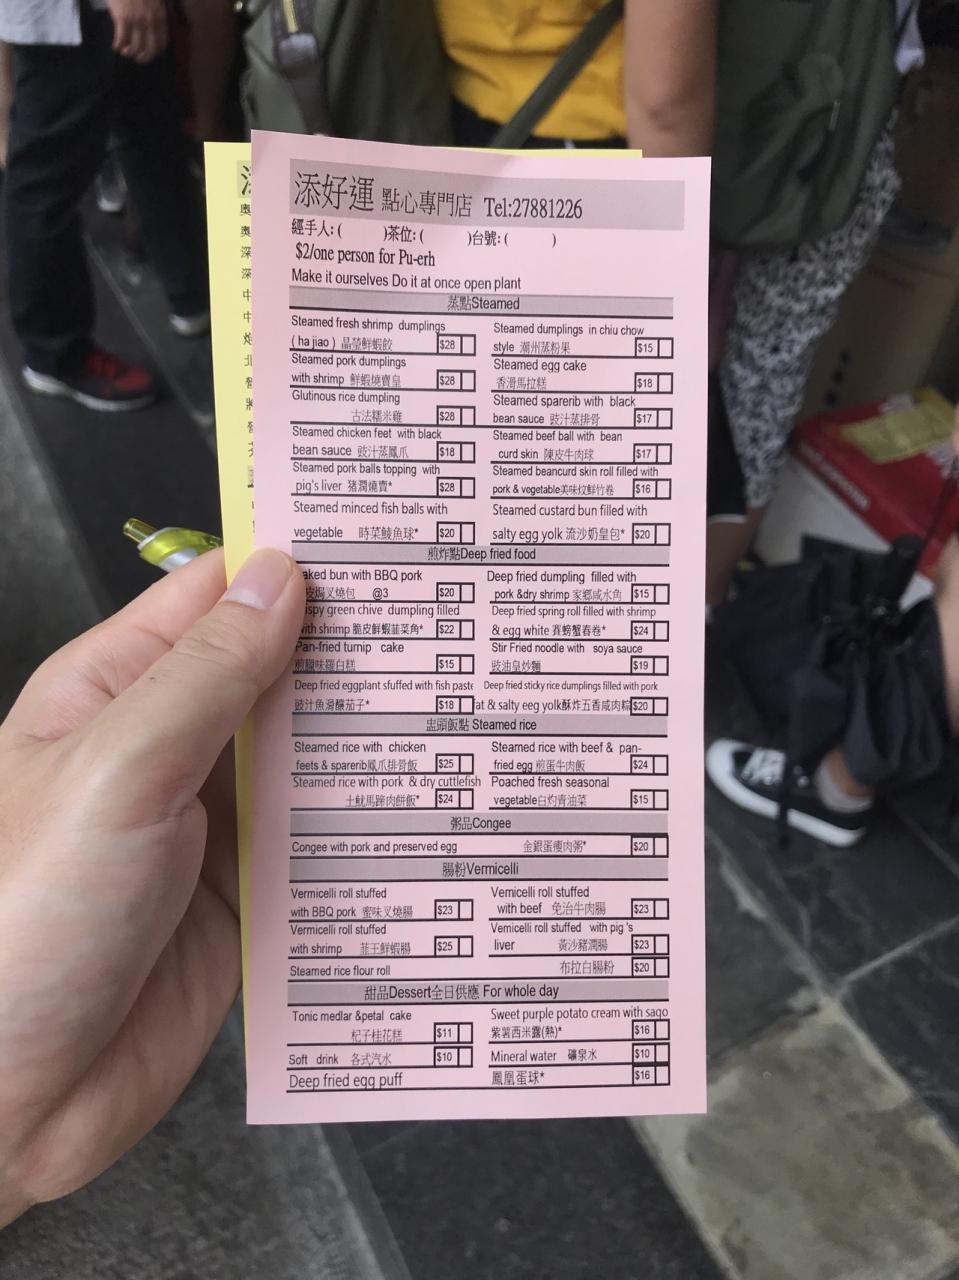 添好運 點心專門店 Tel:27881226
經手人:( )茶位:( )台號:( )
$2/one person for Pu-erh
Make it ourselves Do it at once open plant
蒸點Steamed
Steamed fresh shrimp dumplings
( ha jiao ) 晶瑩鮮蝦餃 $28
Steamed dumplings in chiu chow
style 潮州蒸粉果 $15
Steamed pork dumplings
with shrimp 鮮蝦燒賣皇 $28
Steamed egg cake
香滑馬拉糕 $18
Glutinous rice dumpling
古法糯米雞 $28
Steamed sparerib with black
bean sauce 豉汁蒸排骨 $17
Steamed chicken feet with black
bean sauce 豉汁蒸鳳爪 $18
Steamed beef ball with bean
curd skin 陳皮牛肉球 $17
Steamed pork balls topping with
pig's liver 猪潤燒賣* $28
Steamed beancurd skin roll filled with
pork & vegetable美味炆鮮竹卷 $16
Steamed minced fish balls with
vegetable 時菜鯪魚球* $20
Steamed custard bun filled with
salty egg yolk 流沙奶皇包* $20
煎炸點Deep fried food
aked bun with BBQ pork
皮焗叉燒包 @3 $20
Deep fried dumpling filled with
pork &dry shrimp 家鄉咸水角 $15
ispy green chive dumpling filled
with shrimp 脆皮鮮蝦韮菜角* $22
Deep fried spring roll filled with shrimp
& egg white 賽螃蟹春卷* $24
Pan-fried turnip cake
煎臘味羅白糕 $15
Stir Fried noodle with soya sauce
豉油皇炒麵 $19
Deep fried eggplant sfuffed with fish paste
豉汁魚滑釀茄子* $18
Deep fried sticky rice dumplings filled with pork
fat & salty eeg yolk酥炸五香咸肉粽 $20
盅頭飯點 Steamed rice
Steamed rice with chicken
feets & sparerib鳳爪排骨飯 $25
Steamed rice with beef & pan-
fried egg 煎蛋牛肉飯 $24
Steamed rice with pork & dry cuttlefish
土魷馬蹄肉餅飯* $24
Poached fresh seasonal
vegetable白灼青油菜 $15
粥品Congee
Congee with pork and preserved egg 金銀蛋瘦肉粥* $20
腸粉Vermicelli
Vermicelli roll stuffed
with BBQ pork 蜜味叉燒腸 $23
Vemicelli roll stuffed
with beef 免治牛肉腸 $23
Vermicelli roll stuffed
with shrimp 韮王鮮蝦腸 $25
Vemicelli roll stuffed with pig 's
liver 黃沙豬潤腸 $23
Steamed rice flour roll 布拉白腸粉 $20
甜品Dessert全日供應 For whole day
Tonic medlar &petal cake
杞子桂花糕 $11
Sweet purple potato cream with sago
紫薯西米露(熱)* $16
Soft drink 各式汽水 $10
Mineral water 礦泉水 $10
Deep fried egg puff 鳳凰蛋球* $16